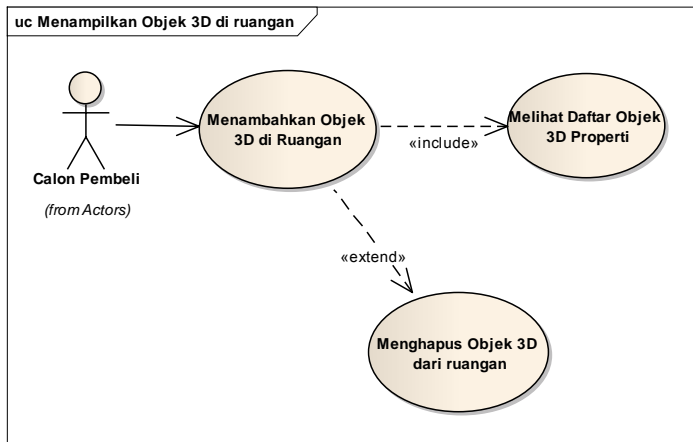 uc Menampilkan Objek 3D di ruangan
Menambahkan Objek
3D di Ruangan
Melihat Daftar Objek
3D Properti
«include»
Calon Pembeli
(from Actors)
«extend»
Menghapus Objek 3D
dari ruangan